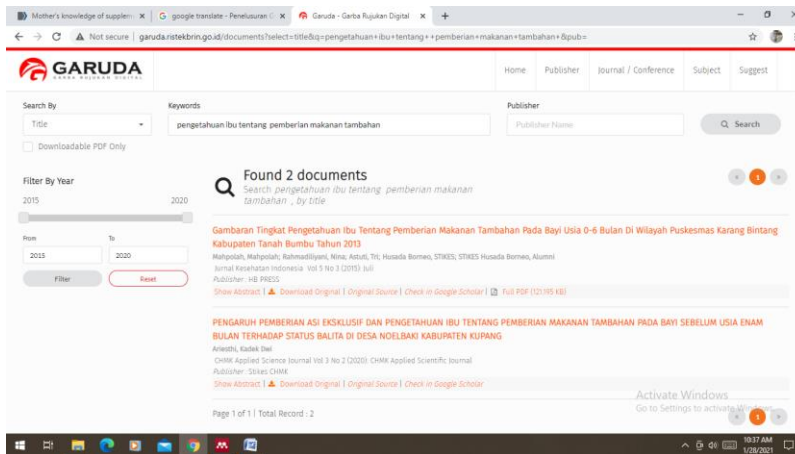 Mother's knowledge of supplem
google translate - Penelusuran G
Garuda - Garba Rujukan Digital
Not secure | garuda.ristekbrin.go.id/documents?select=title&q=pengetahuan+ibu+tentang++pemberian+makanan+tambahan+&pub=
GARUDA
GARBA RUJUKAN DIGITAL
Home Publisher Journal / Conference Subject Suggest
Search By Keywords Publisher
Title pengetahuan ibu tentang pemberian makanan tambahan Publisher Name Search
Downloadable PDF Only
Filter By Year
2015 2020
From To
2015 2020
Filter Reset
Found 2 documents
Search pengetahuan ibu tentang pemberian makanan
tambahan , by title
« 1 »
Gambaran Tingkat Pengetahuan Ibu Tentang Pemberian Makanan Tambahan Pada Bayi Usia 0-6 Bulan Di Wilayah Puskesmas Karang Bintang
Kabupaten Tanah Bumbu Tahun 2013
Mahpolah, Mahpolah; Rahmadiliyani, Nina; Astuti, Tri; Husada Borneo, STIKES; STIKES Husada Borneo, Alumni
Jurnal Kesehatan Indonesia Vol 5 No 3 (2015): Juli
Publisher : HB PRESS
Show Abstract | Download Original | Original Source | Check in Google Scholar | Full PDF (121.195 KB)
PENGARUH PEMBERIAN ASI EKSKLUSIF DAN PENGETAHUAN IBU TENTANG PEMBERIAN MAKANAN TAMBAHAN PADA BAYI SEBELUM USIA ENAM
BULAN TERHADAP STATUS BALITA DI DESA NOELBAKI KABUPATEN KUPANG
Ariesthi, Kadek Dwi
CHMK Applied Science Journal Vol 3 No 2 (2020): CHMK Applied Scientific Journal
Publisher : Stikes CHMK
Show Abstract | Download Original | Original Source | Check in Google Scholar
Page 1 of 1 | Total Record : 2
Activate Windows
Go to Settings to activate Windows.
« 1 »
10:37 AM
1/28/2021